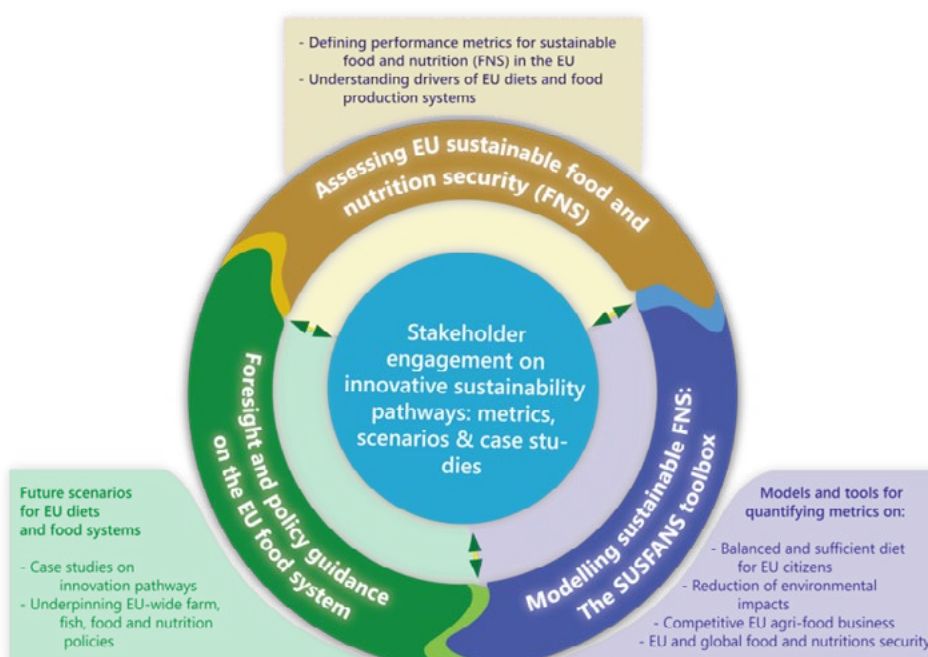 - Defining performance metrics for sustainable
food and nutrition (FNS) in the EU
- Understanding drivers of EU diets and food
production systems
Assessing EU sustainable food and
nutrition security (FNS)
Stakeholder
engagement on
innovative sustainability
pathways: metrics,
scenarios & case stu-
dies
Foresight and policy guidance
on the EU food system
Modelling sustainable FNS:
The SUSFANS toolbox
Future scenarios
for EU diets
and food systems
- Case studies on
innovation pathways
- Underpinning EU-wide farm,
fish, food and nutrition
policies
Models and tools for
quantifying metrics on:
- Balanced and sufficient diet
for EU citizens
- Reduction of environmental
impacts
- Competitive EU agri-food business
- EU and global food and nutritions security